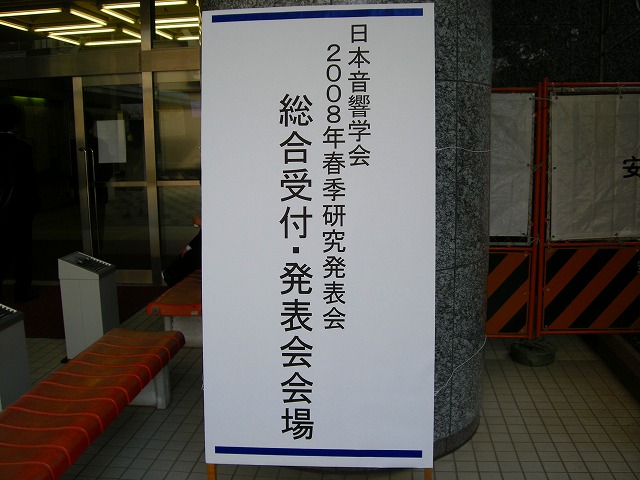 日本音響学会
2008年春季研究発表会
総合受付・発表会会場
安